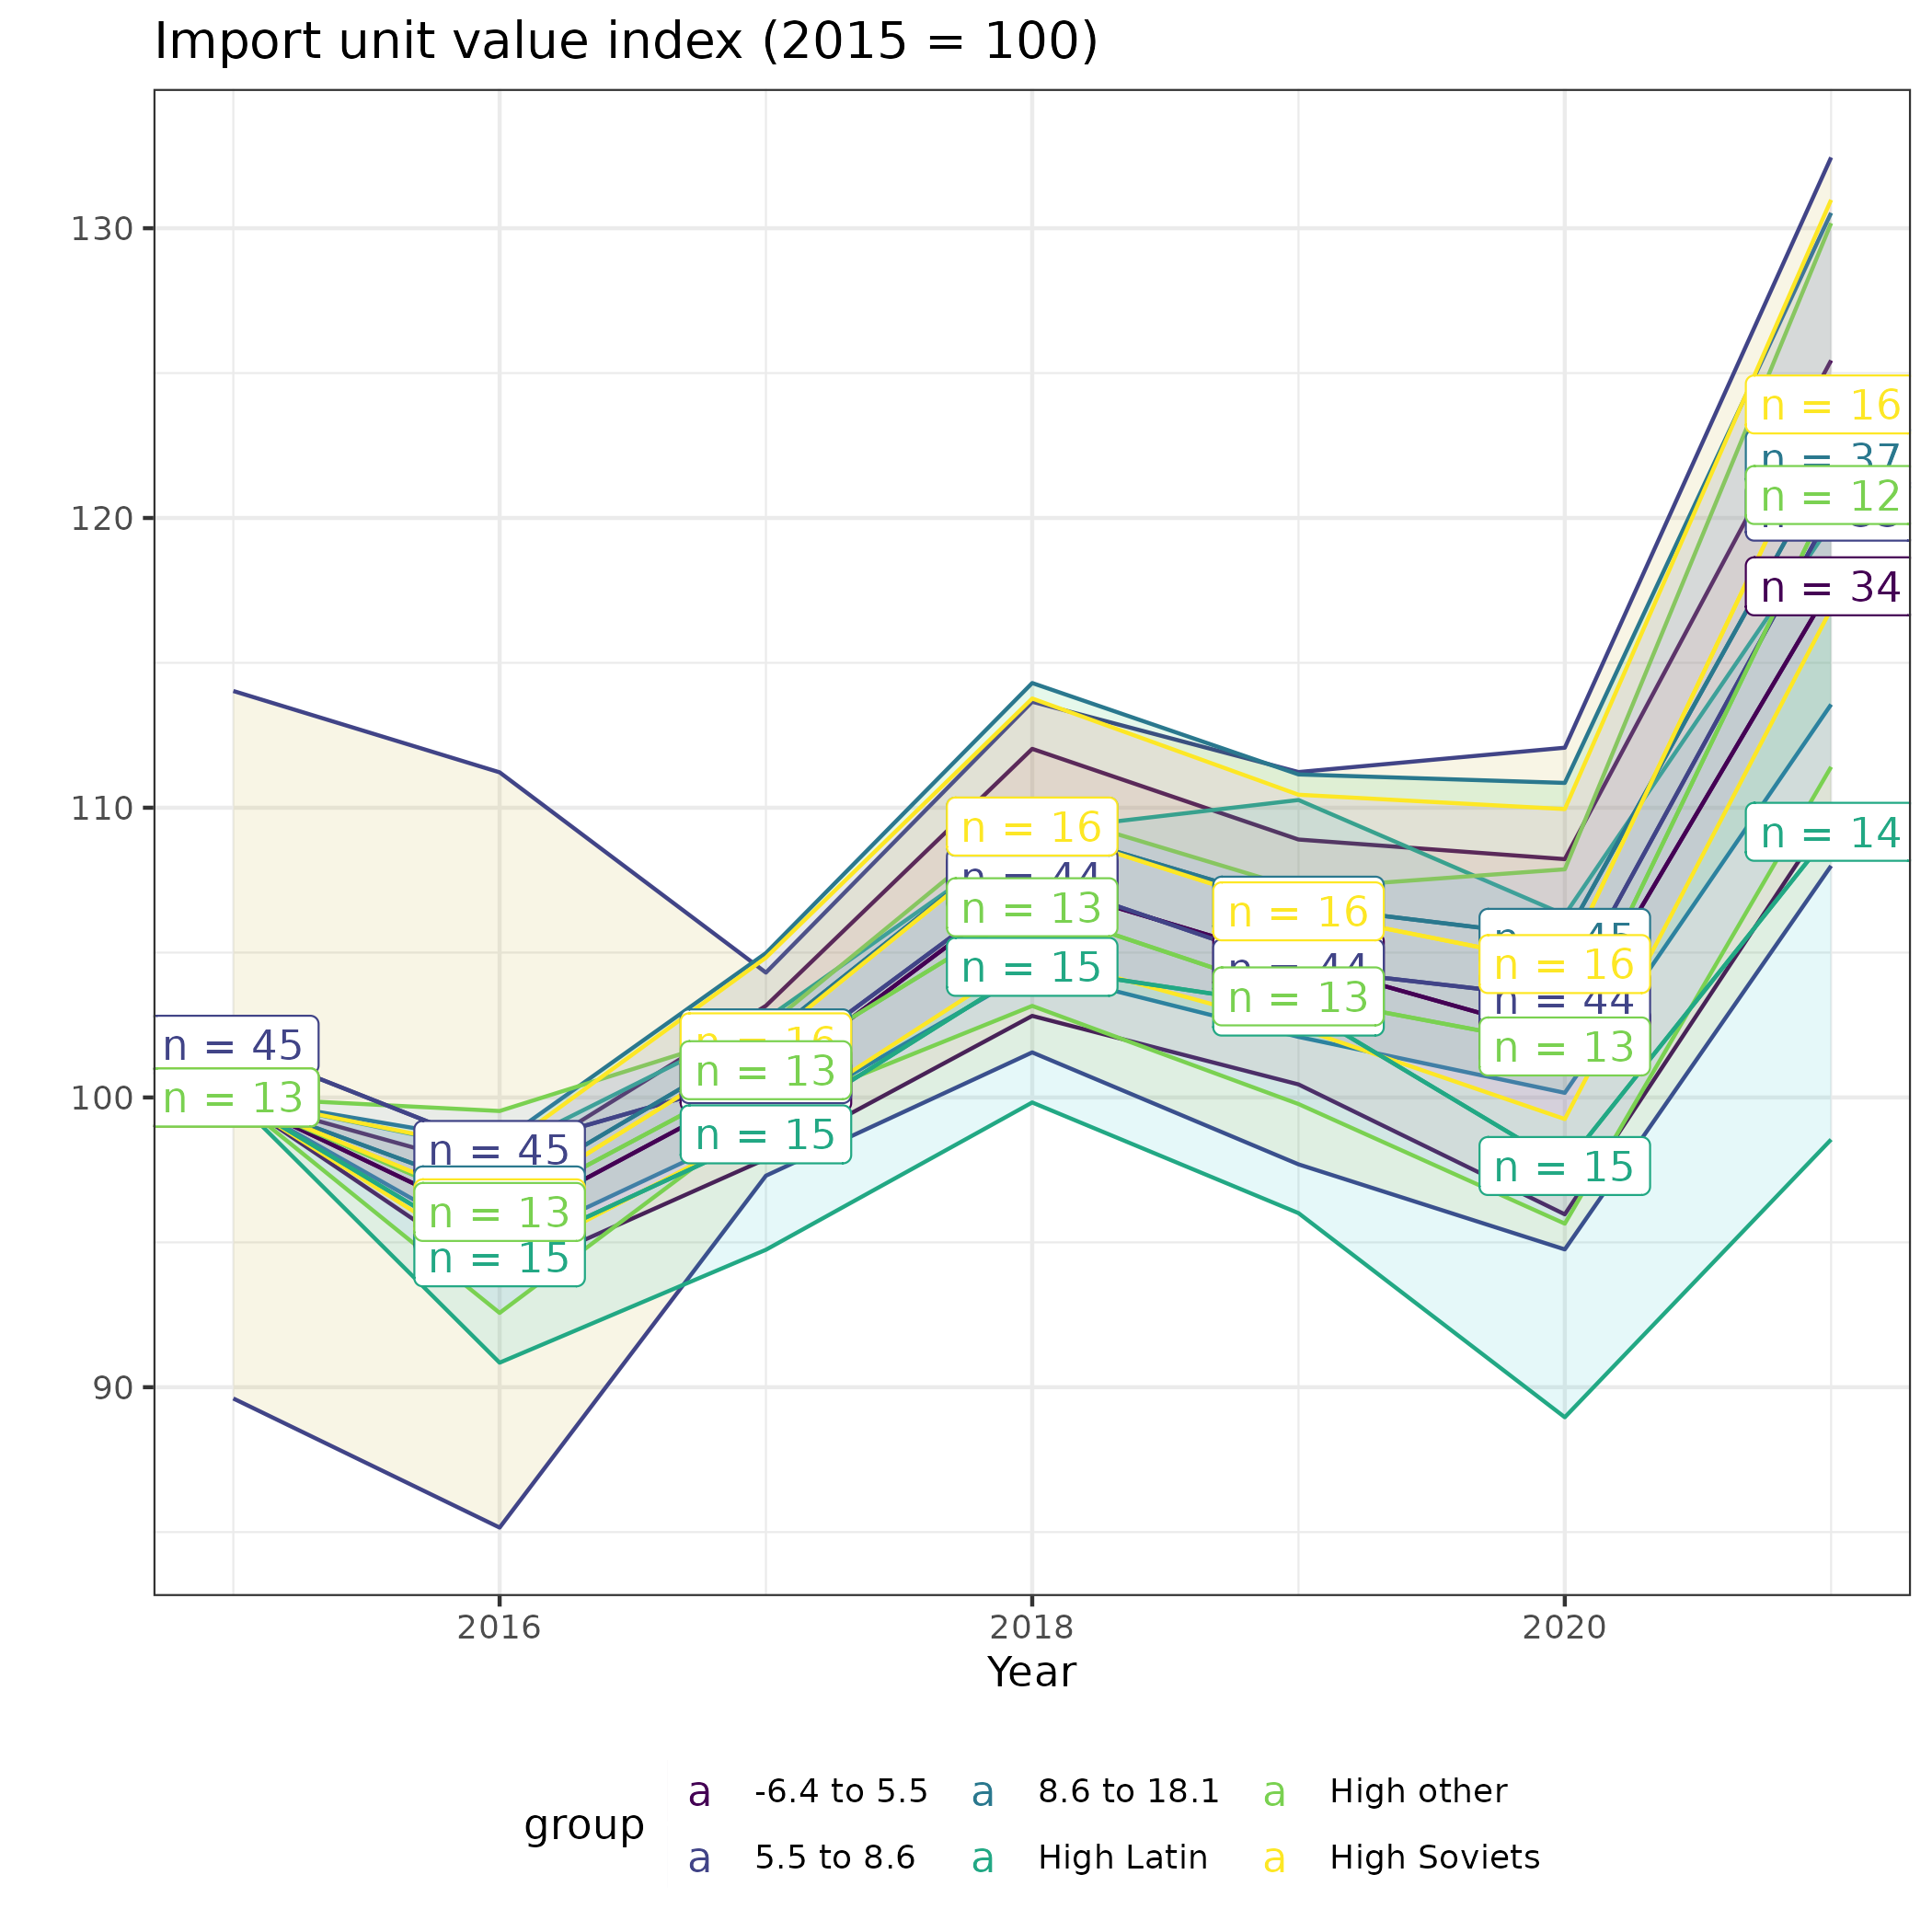 Import unit value index (2015 = 100)
130
120
110
100
90
n = 45
n = 13
n = 45
n = 13
n = 15
n = 16
n = 13
n = 15
n = 16
n = 44
n = 13
n = 15
n = 16
n = 44
n = 13
n = 45
n = 16
n = 44
n = 13
n = 15
n = 16
n = 37
n = 12
n = 34
n = 14
2016
2018
2020
Year
group
a -6.4 to 5.5 a 8.6 to 18.1 a High other
a 5.5 to 8.6 a High Latin a High Soviets